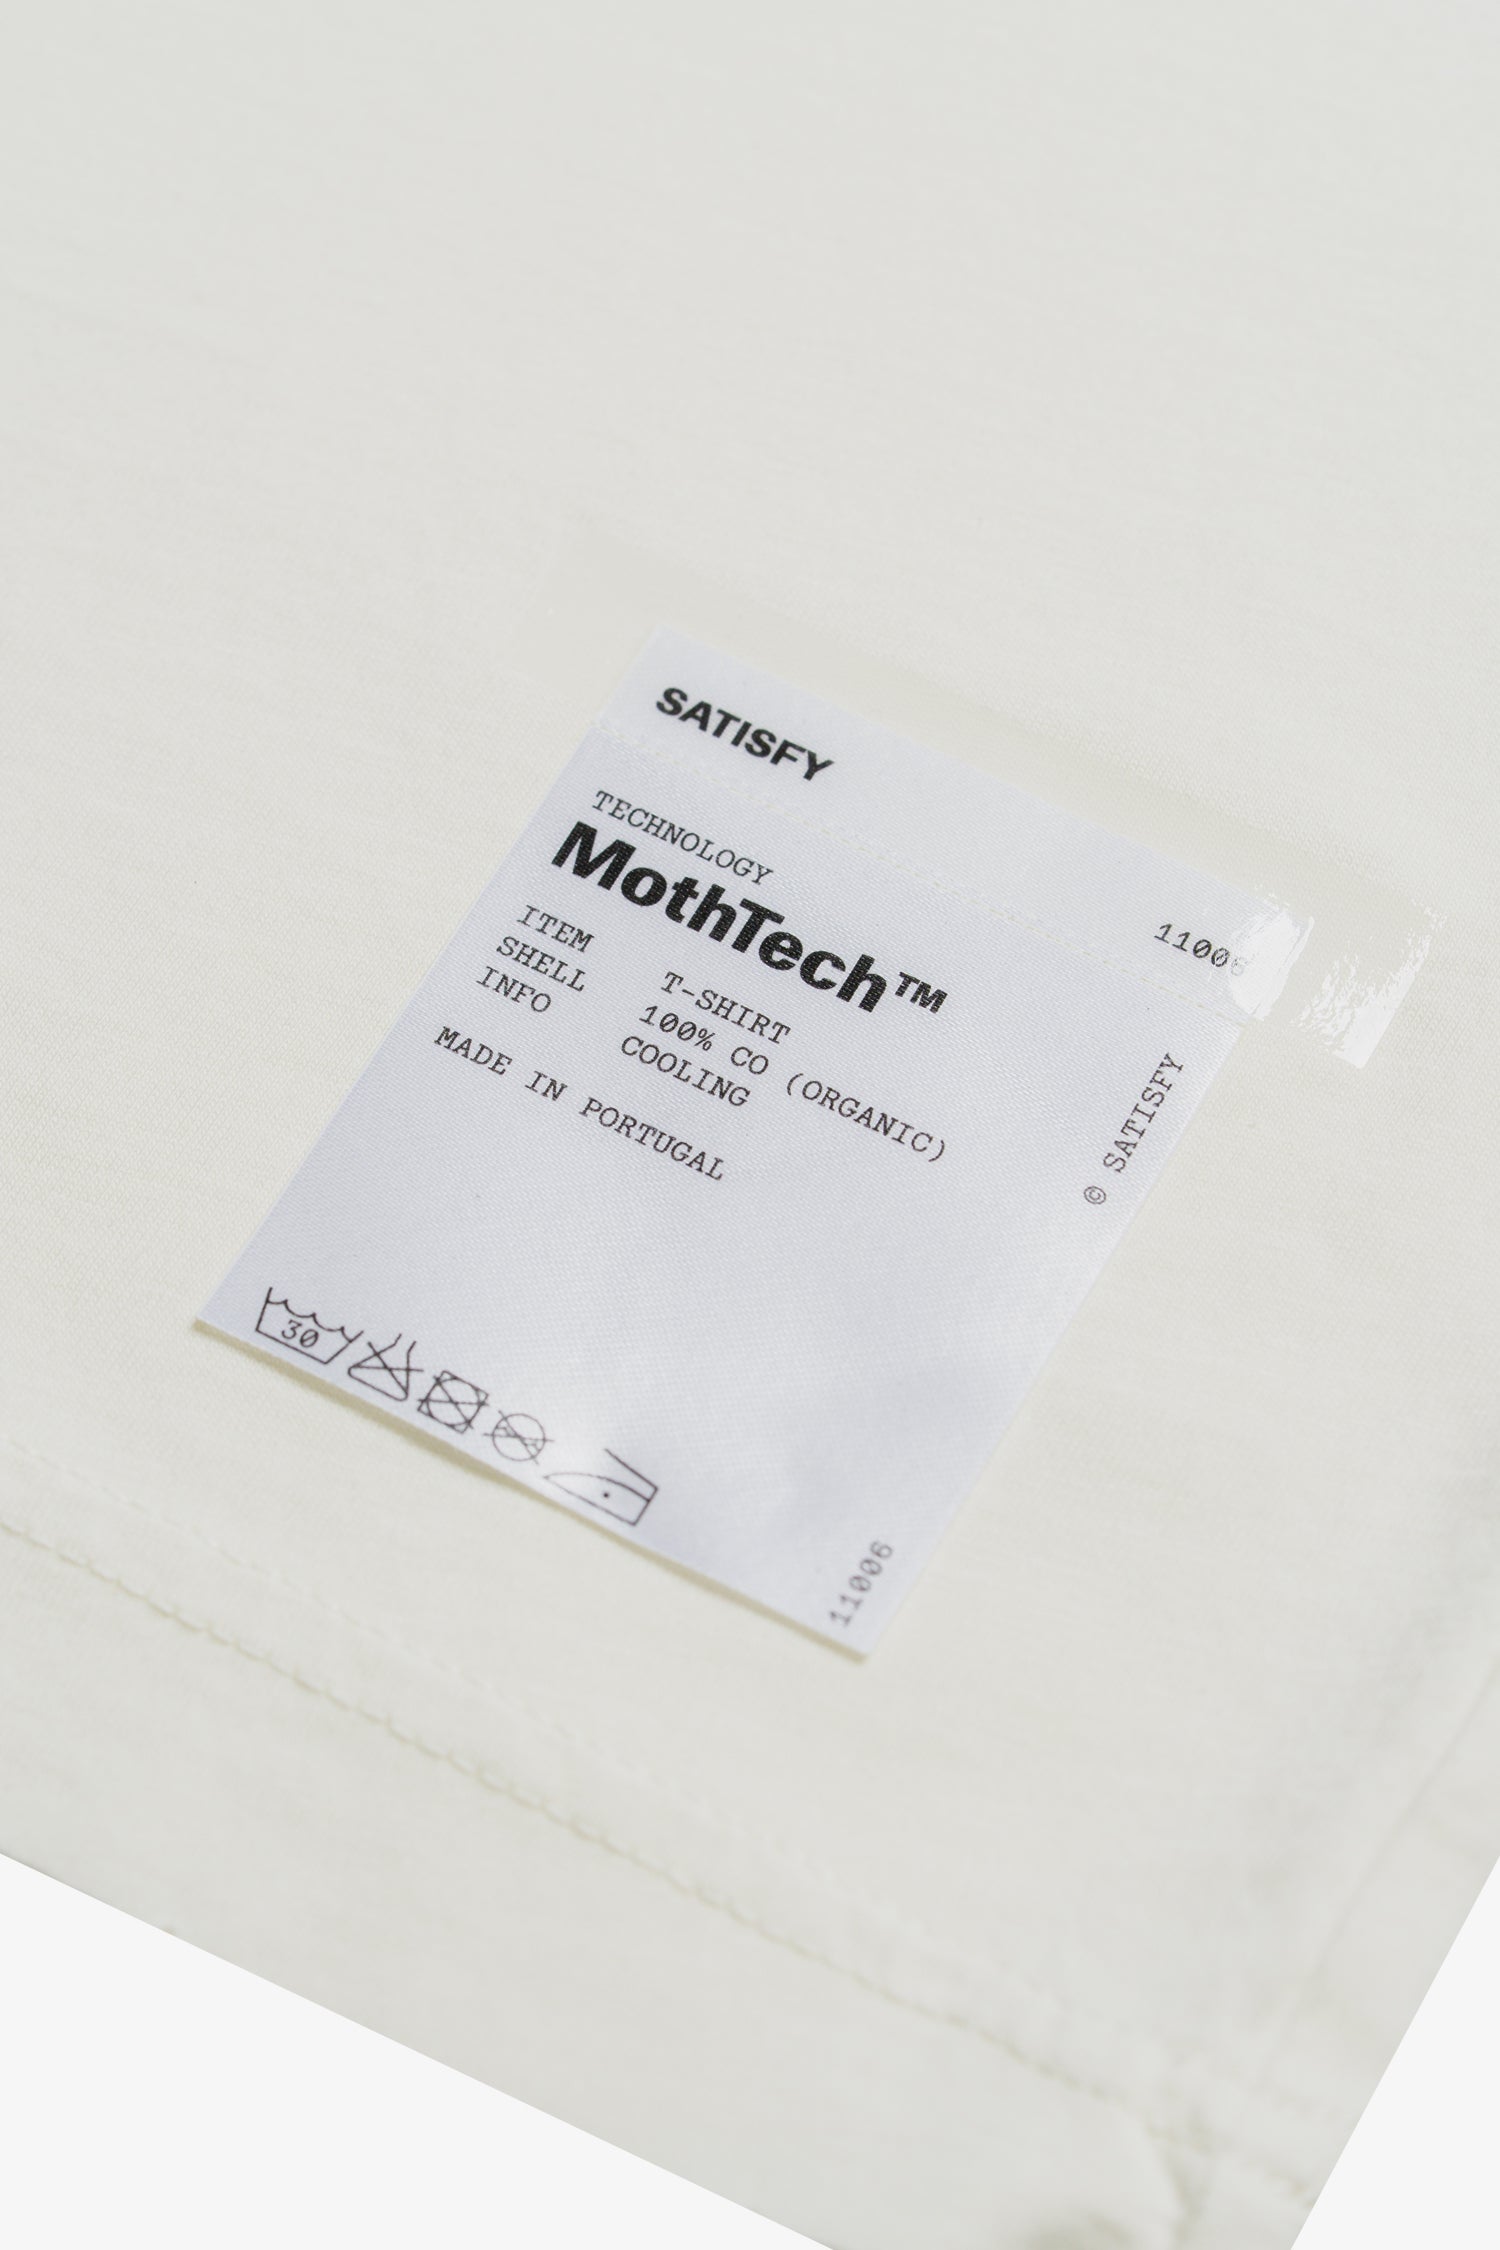 SATISFY
11006
TECHNOLOGY
MothTech™
ITEM T-SHIRT
SHELL 100% CO (ORGANIC)
INFO COOLING
MADE IN PORTUGAL
© SATISFY
30
11006